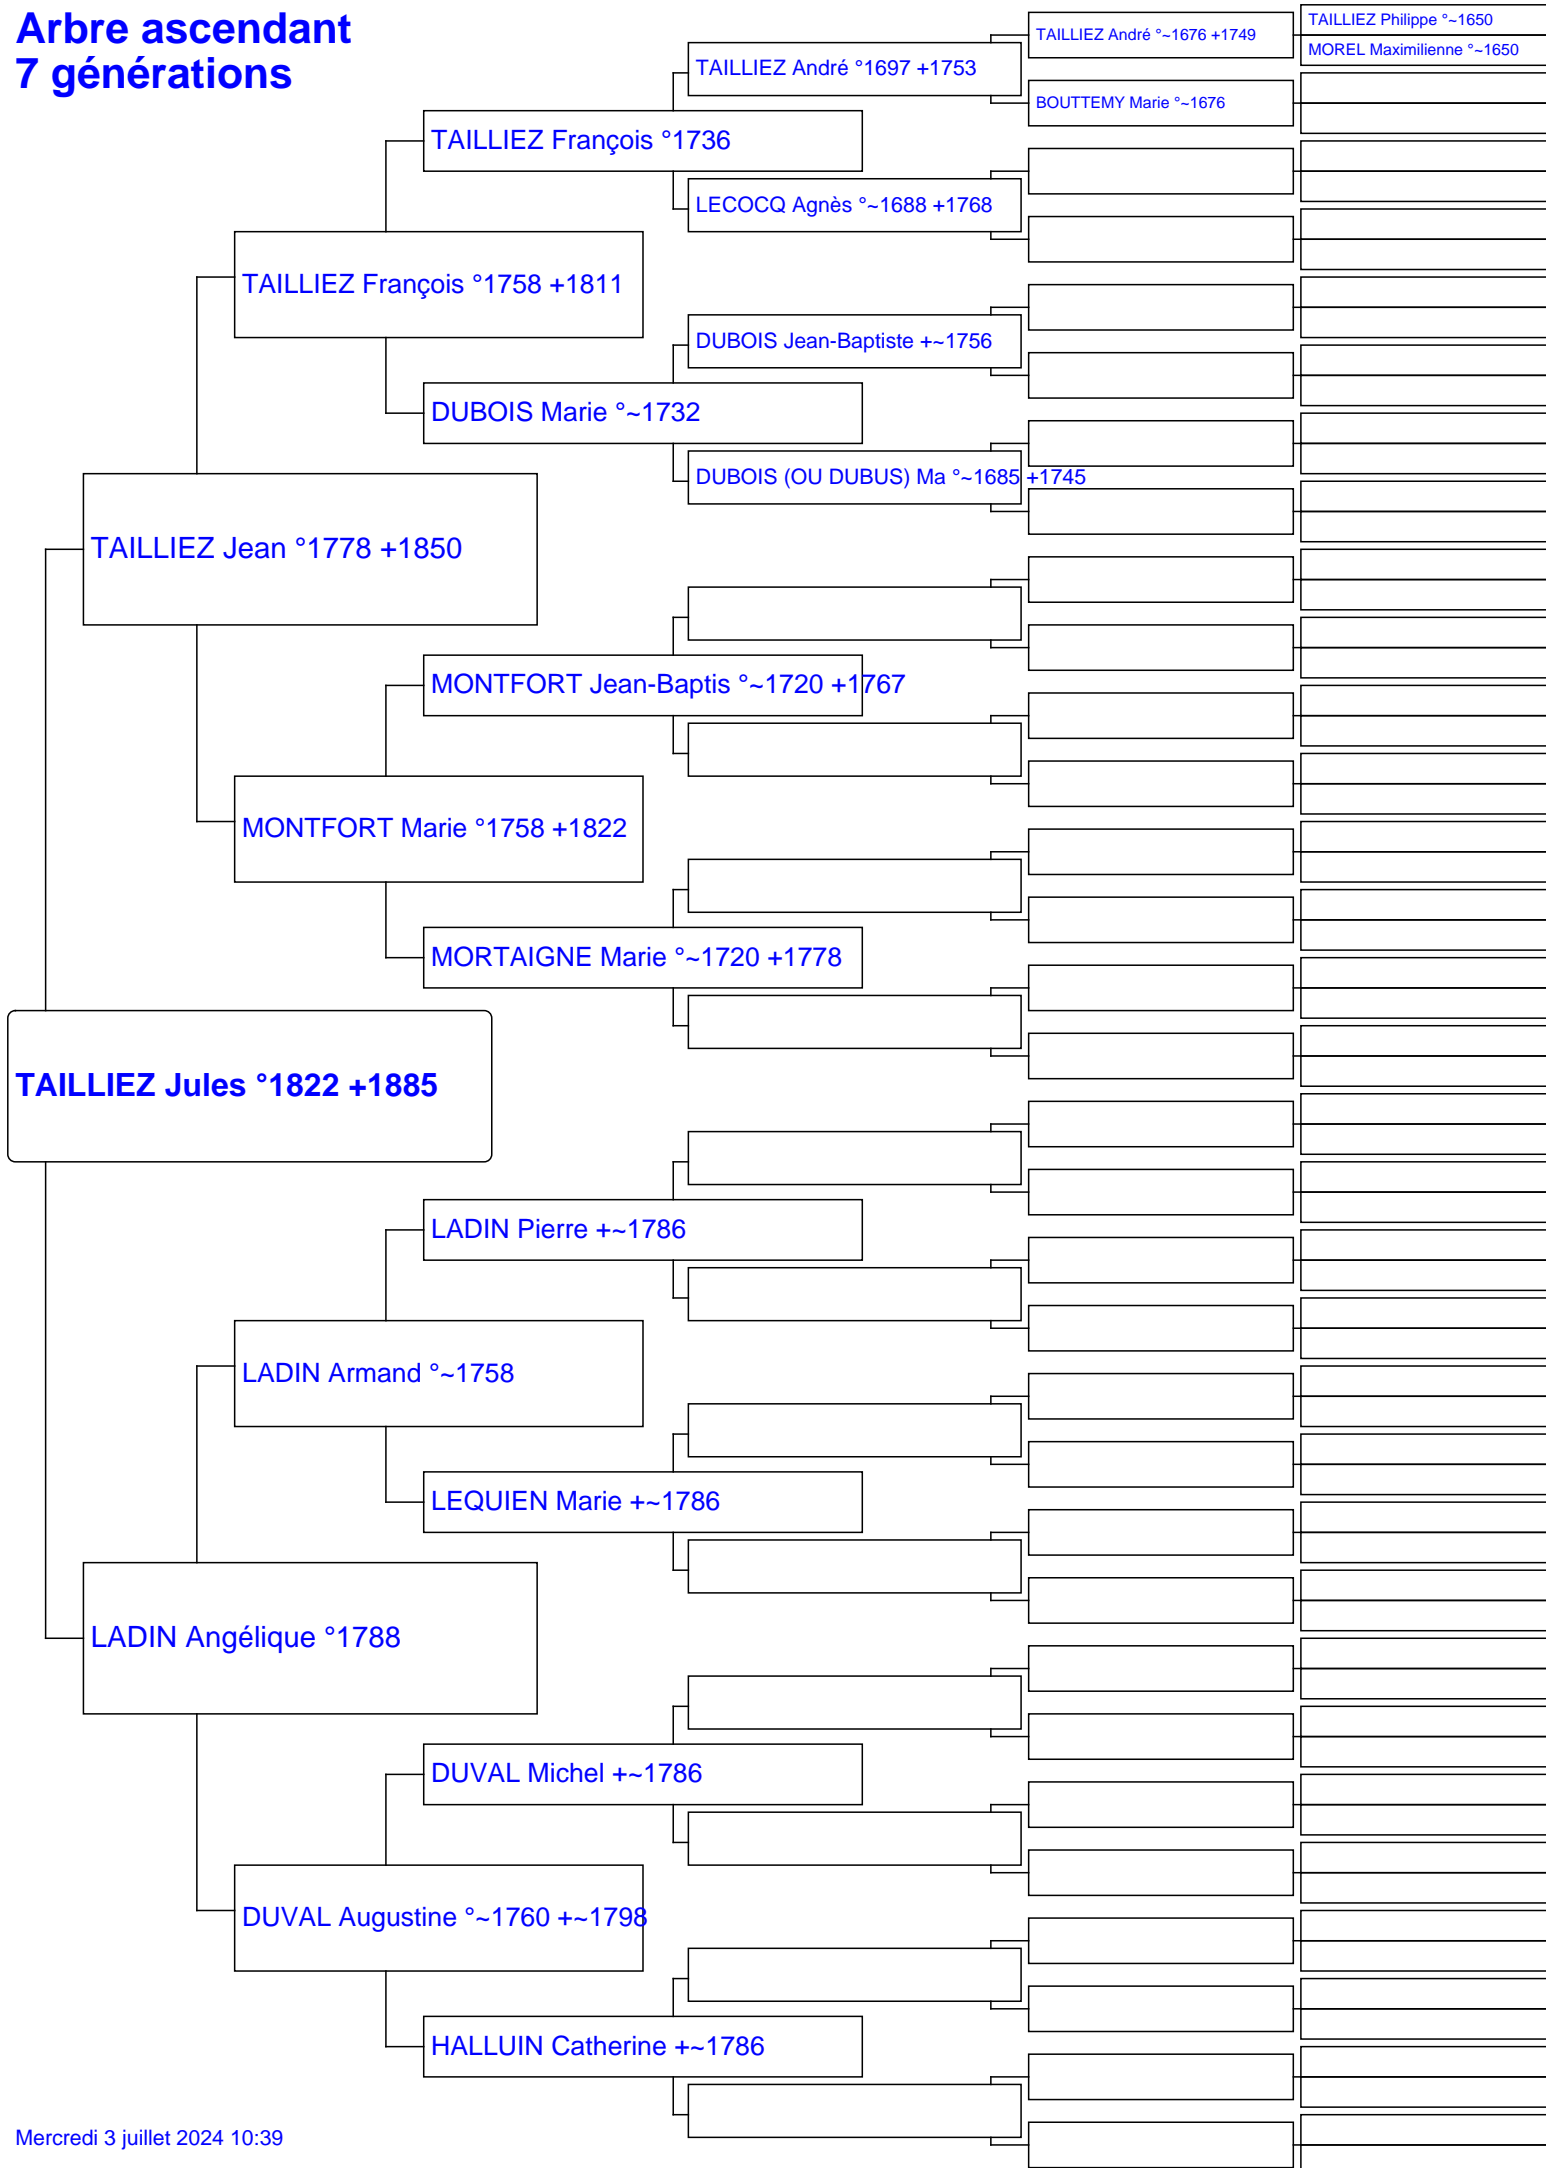 Arbre ascendant
7 générations
TAILLIEZ Philippe °~1650
TAILLIEZ André °~1676 +1749
MOREL Maximilienne °~1650
TAILLIEZ André °1697 +1753
BOUTTEMY Marie °~1676
TAILLIEZ François °1736
LECOCQ Agnès °~1688 +1768
TAILLIEZ François °1758 +1811
DUBOIS Jean-Baptiste +~1756
DUBOIS Marie °~1732
DUBOIS (OU DUBUS) Ma °~1685 +1745
TAILLIEZ Jean °1778 +1850
MONTFORT Jean-Baptis °~1720 +1767
MONTFORT Marie °1758 +1822
MORTAIGNE Marie °~1720 +1778
TAILLIEZ Jules °1822 +1885
LADIN Pierre +~1786
LADIN Armand °~1758
LEQUIEN Marie +~1786
LADIN Angélique °1788
DUVAL Michel +~1786
DUVAL Augustine °~1760 +~1798
HALLUIN Catherine +~1786
Mercredi 3 juillet 2024 10:39